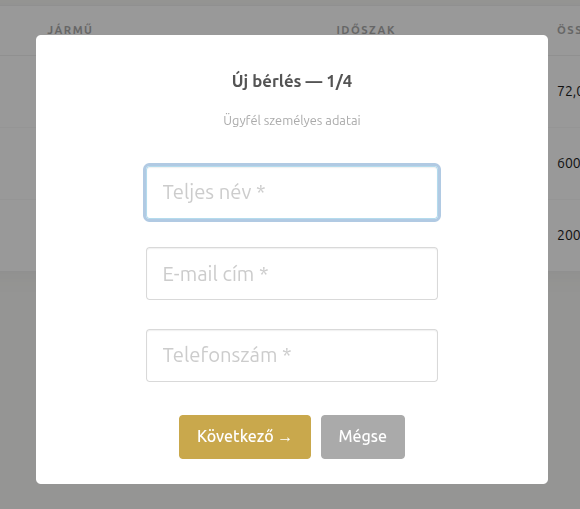 JÁRMŰ IDŐSZAK
Új bérlés — 1/4
Ügyfél személyes adatai
72,0
Teljes név *
600
200
E-mail cím *
Telefonszám *
Következő → Mégse